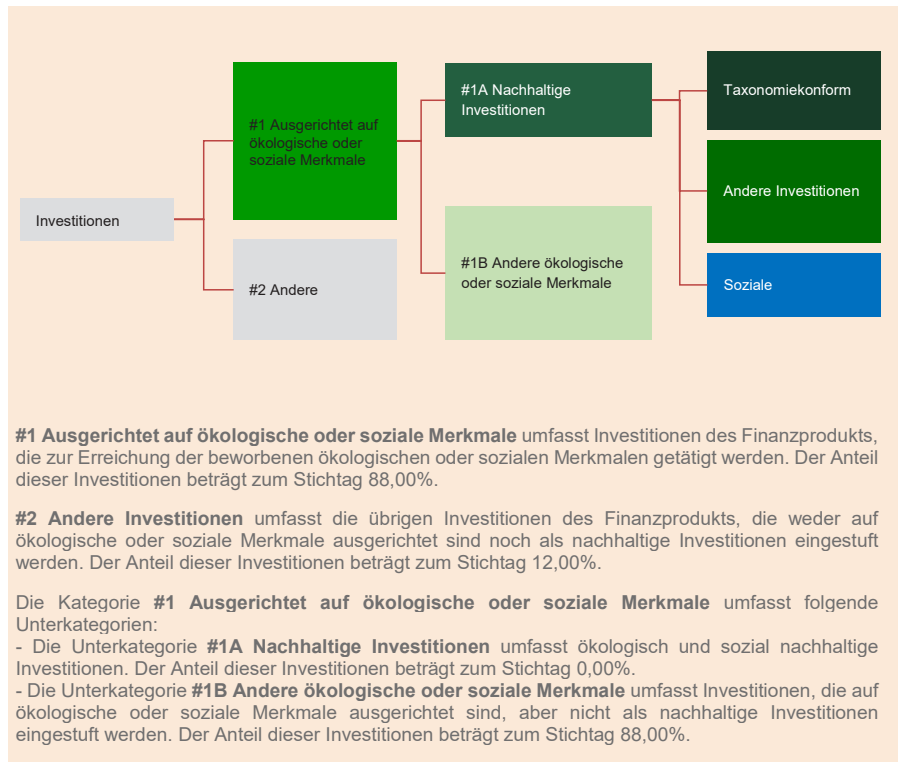 Investitionen
#1 Ausgerichtet auf
ökologische oder
soziale Merkmale
#2 Andere
#1A Nachhaltige
Investitionen
#1B Andere ökologische
oder soziale Merkmale
Taxonomiekonform
Andere Investitionen
Soziale
#1 Ausgerichtet auf ökologische oder soziale Merkmale umfasst Investitionen des Finanzprodukts,
die zur Erreichung der beworbenen ökologischen oder sozialen Merkmalen getätigt werden. Der Anteil
dieser Investitionen beträgt zum Stichtag 88,00%.
#2 Andere Investitionen umfasst die übrigen Investitionen des Finanzprodukts, die weder auf
ökologische oder soziale Merkmale ausgerichtet sind noch als nachhaltige Investitionen eingestuft
werden. Der Anteil dieser Investitionen beträgt zum Stichtag 12,00%.
Die Kategorie #1 Ausgerichtet auf ökologische oder soziale Merkmale umfasst folgende
Unterkategorien:
- Die Unterkategorie #1A Nachhaltige Investitionen umfasst ökologisch und sozial nachhaltige
Investitionen. Der Anteil dieser Investitionen beträgt zum Stichtag 0,00%.
- Die Unterkategorie #1B Andere ökologische oder soziale Merkmale umfasst Investitionen, die auf
ökologische oder soziale Merkmale ausgerichtet sind, aber nicht als nachhaltige Investitionen
eingestuft werden. Der Anteil dieser Investitionen beträgt zum Stichtag 88,00%.